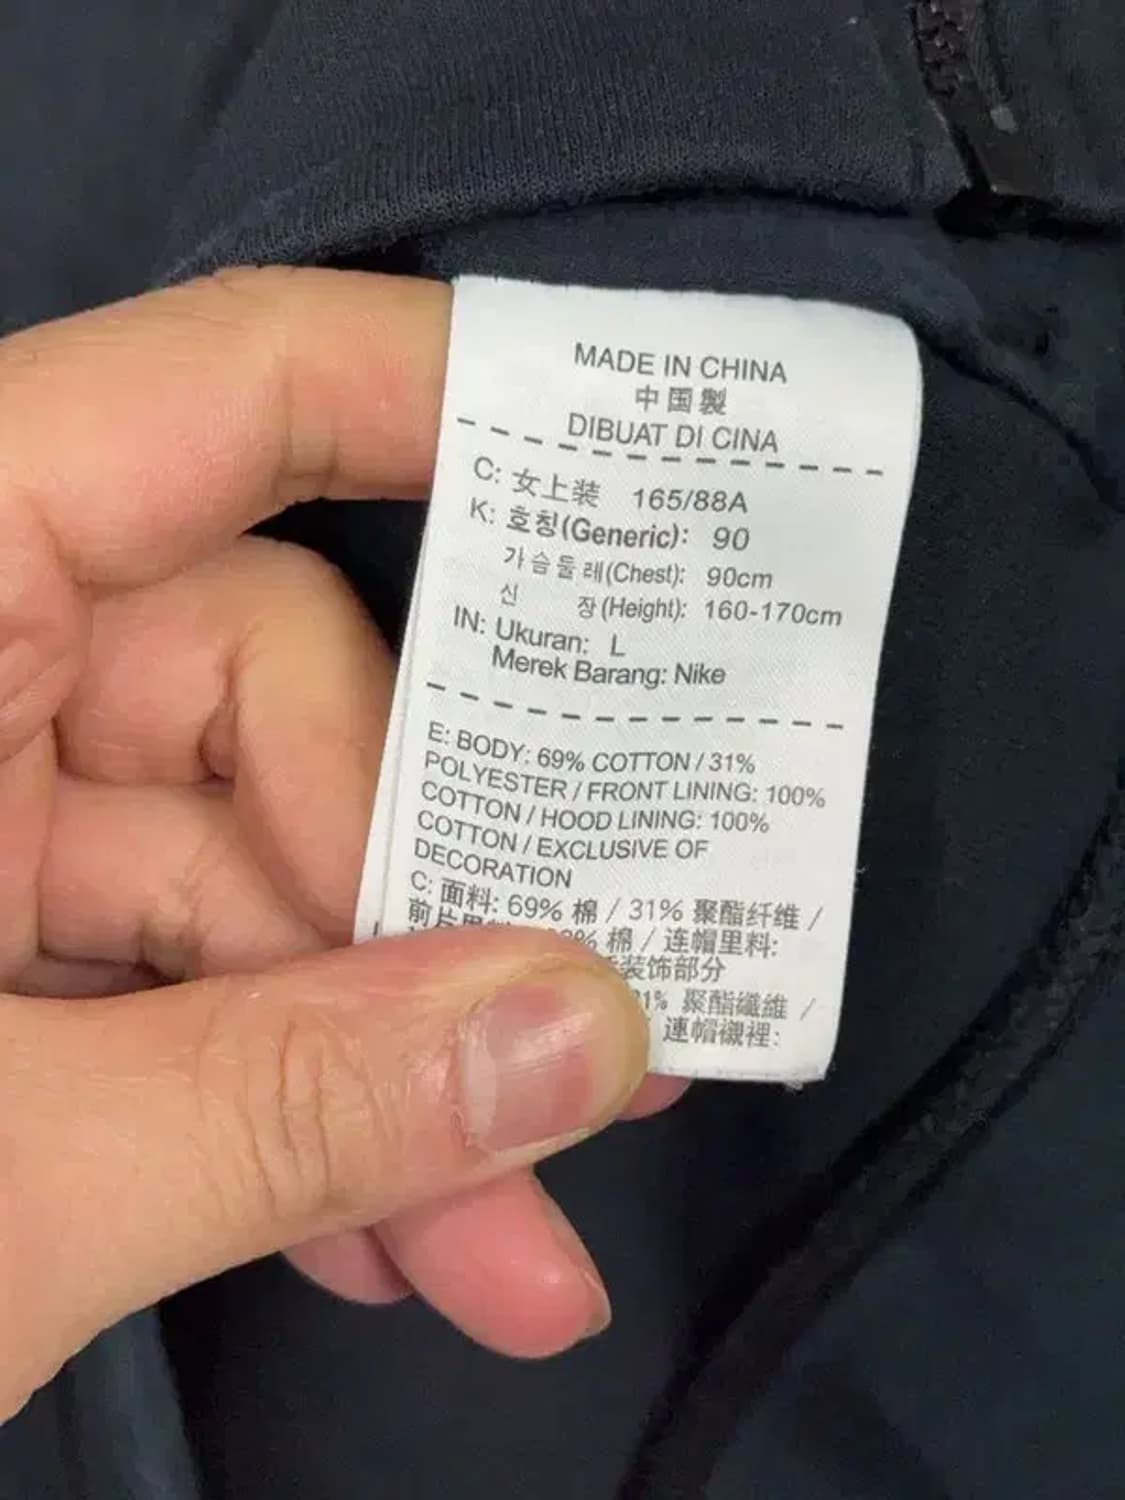 MADE IN CHINA
中国製
DIBUAT DI CINA
C: 女上装 165/88A
K: 호칭(Generic): 90
가슴둘레(Chest): 90cm
신 장(Height): 160-170cm
IN: Ukuran: L
Merek Barang: Nike
E: BODY: 69% COTTON / 31%
POLYESTER / FRONT LINING: 100%
COTTON / HOOD LINING: 100%
COTTON / EXCLUSIVE OF
DECORATION
C: 面料: 69% 棉 / 31% 聚酯纤维 /
前片 % 棉 / 连帽里料:
装饰部分
31% 聚酯纖維 /
連帽襯裡: